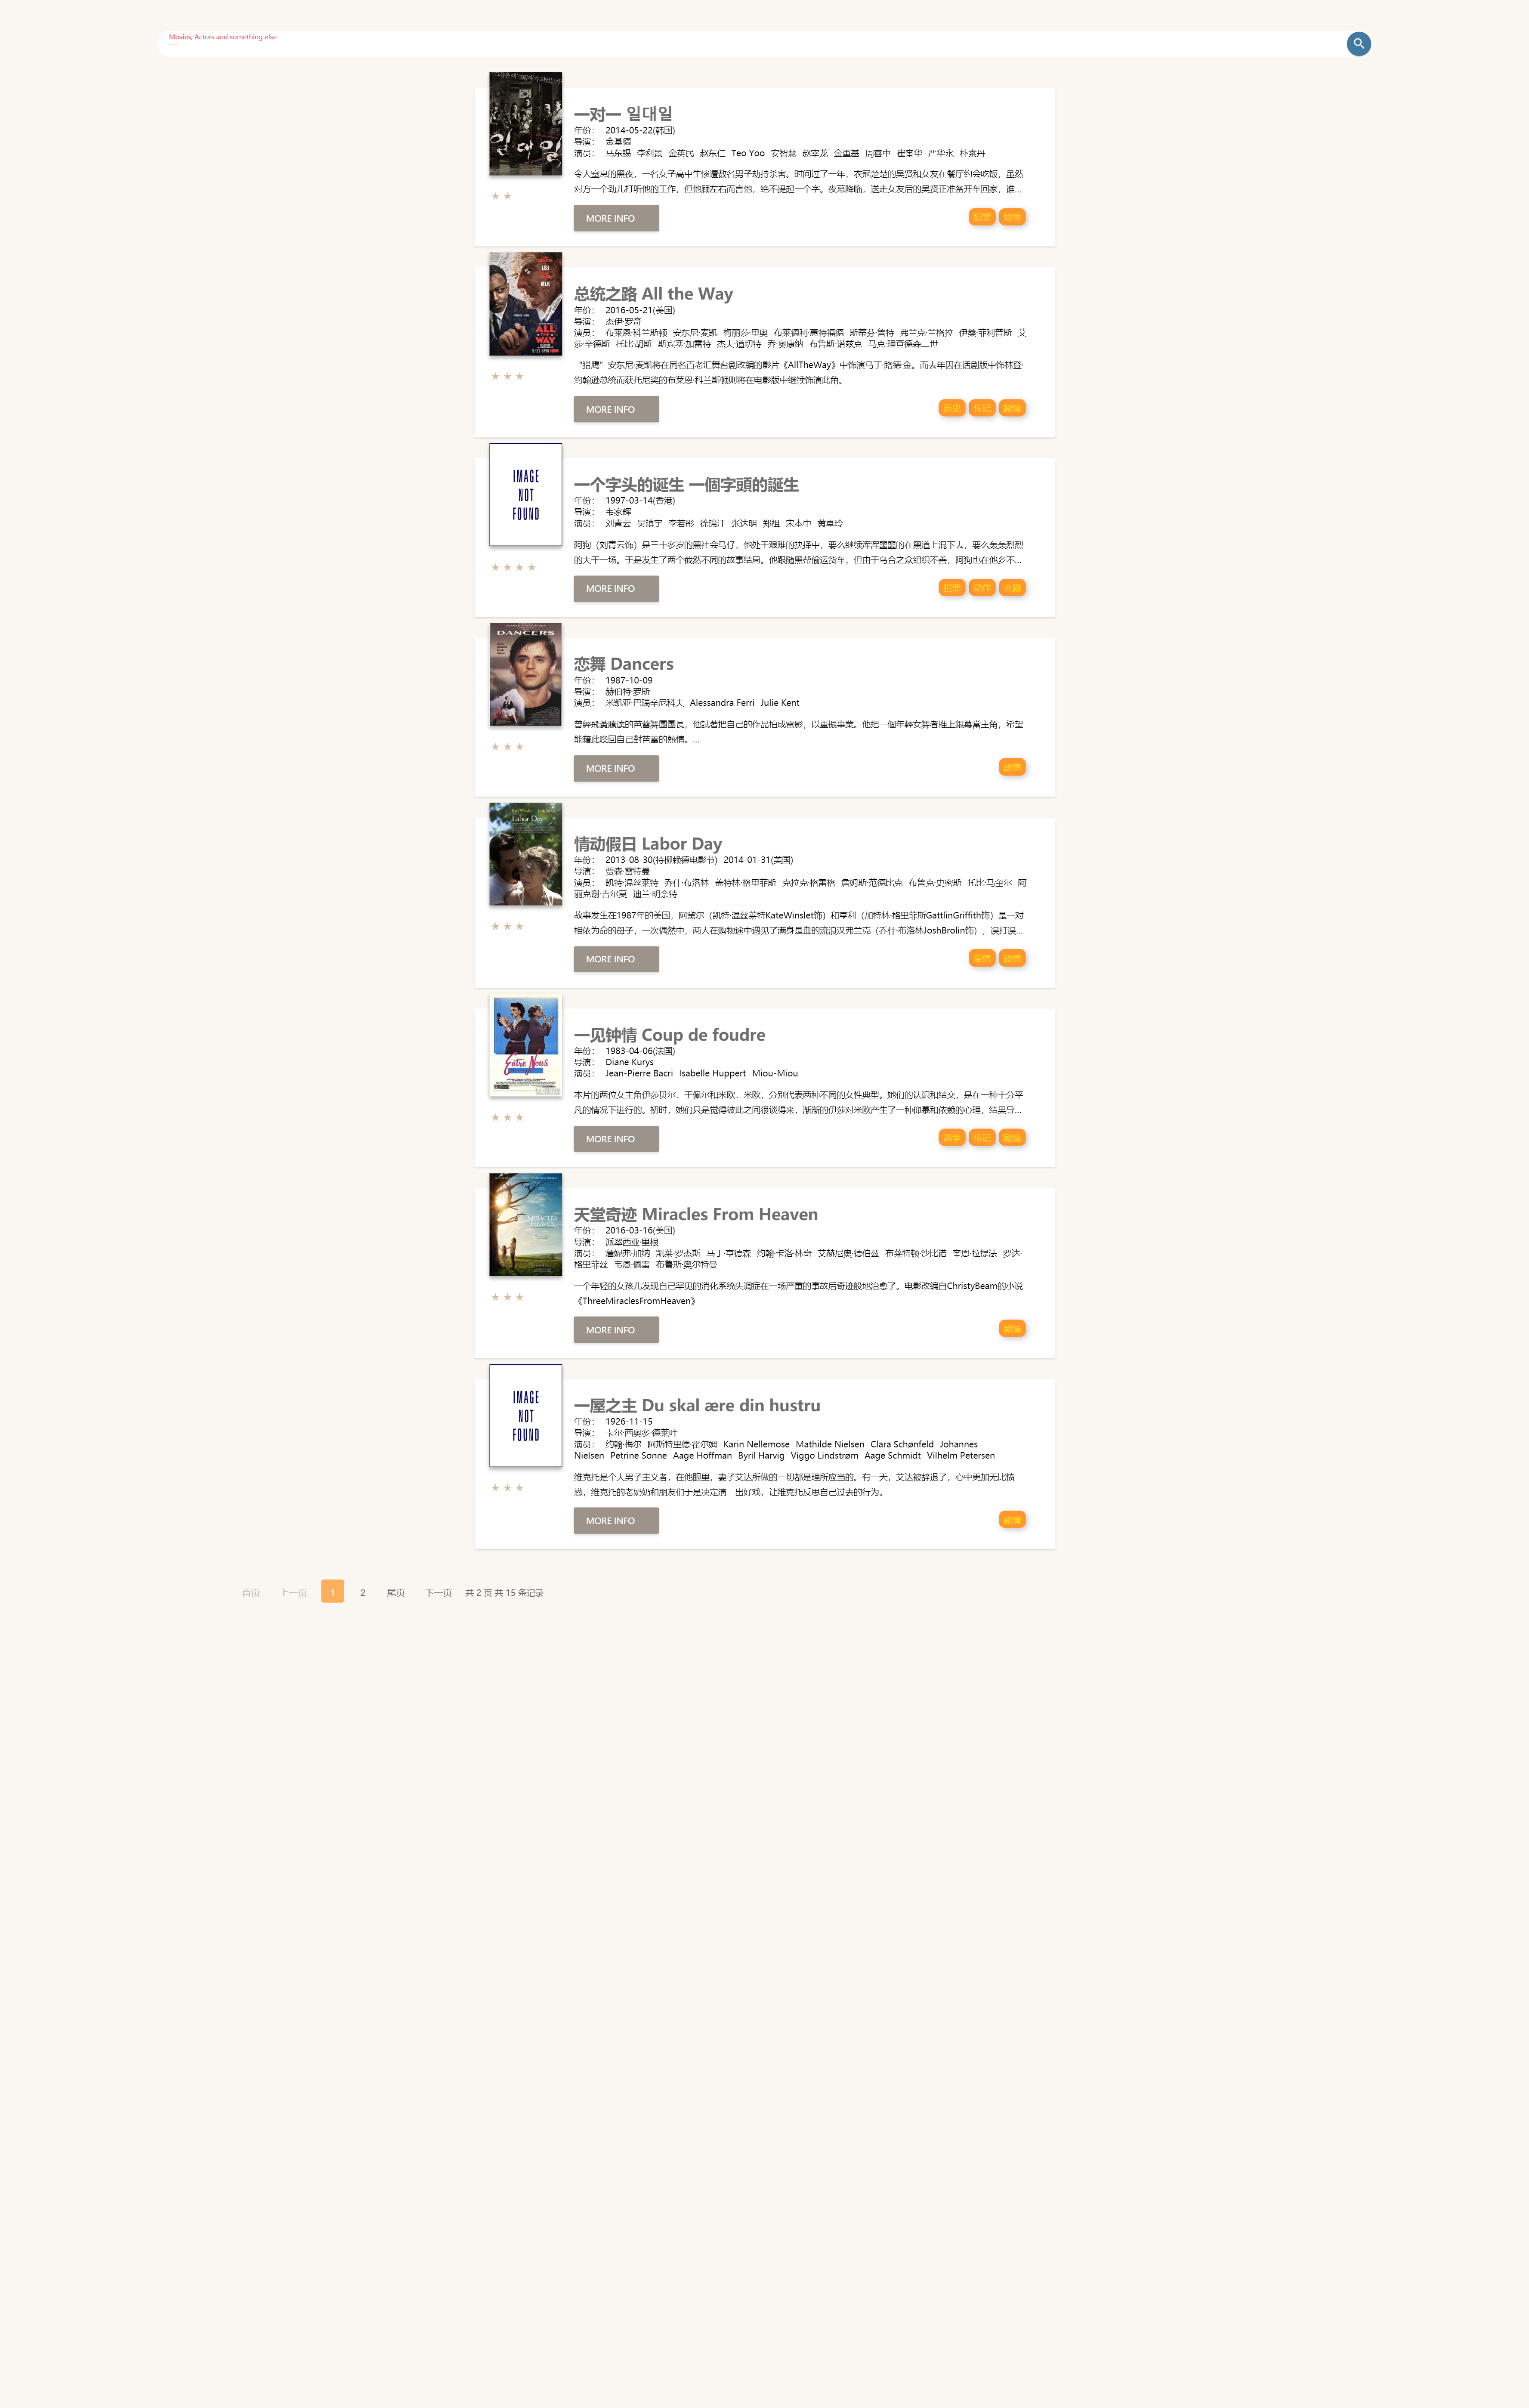 Movies, Actors and something else
一
一对一 일대일
年份： 2014-05-22(韩国)
导演： 金基德
演员： 马东锡 李利景 金英民 赵东仁 Teo Yoo 安智慧 赵宰龙 金重基 周喜中 崔奎华 严华永 朴素丹
令人窒息的黑夜，一名女子高中生惨遭数名男子劫持杀害。时间过了一年，衣冠楚楚的吴贤和女友在餐厅约会吃饭，虽然
对方一个劲儿打听他的工作，但他顾左右而言他，绝不提起一个字。夜幕降临，送走女友后的吴贤正准备开车回家，谁...
MORE INFO
犯罪 惊悚
LBJ
MLK
ALL THE WAY
总统之路 All the Way
年份： 2016-05-21(美国)
导演： 杰伊·罗奇
演员： 布莱恩·科兰斯顿 安东尼·麦凯 梅丽莎·里奥 布莱德利·惠特福德 斯蒂芬·鲁特 弗兰克·兰格拉 伊桑·菲利普斯 艾
莎·辛德斯 托比·胡斯 斯宾塞·加雷特 杰夫·道切特 乔·奥康纳 布鲁斯·诺兹克 马克·理查德森二世
“猎鹰”安东尼·麦凯将在同名百老汇舞台剧改编的影片《AllTheWay》中饰演马丁·路德·金。而去年因在话剧版中饰林登·
约翰逊总统而获托尼奖的布莱恩·科兰斯顿则将在电影版中继续饰演此角。
MORE INFO
历史 传记 剧情
IMAGE
NOT
FOUND
一个字头的诞生 一個字頭的誕生
年份： 1997-03-14(香港)
导演： 韦家辉
演员： 刘青云 吴镇宇 李若彤 徐锦江 张达明 郑祖 宋本中 黄卓玲
阿狗（刘青云饰）是三十多岁的黑社会马仔，他处于艰难的抉择中，要么继续浑浑噩噩的在黑道上混下去，要么轰轰烈烈
的大干一场。于是发生了两个截然不同的故事结局。他跟随黑帮偷运货车，但由于乌合之众组织不善，阿狗也在他乡不...
MORE INFO
犯罪 动作 喜剧
DANCERS
恋舞 Dancers
年份： 1987-10-09
导演： 赫伯特·罗斯
演员： 米凯亚·巴瑞辛尼科夫 Alessandra Ferri Julie Kent
曾經飛黃騰達的芭蕾舞團團長，他試著把自己的作品拍成電影，以重振事業。他把一個年輕女舞者推上銀幕當主角，希望
能藉此喚回自己對芭蕾的熱情。...
MORE INFO
剧情
Labor Day
情动假日 Labor Day
年份： 2013-08-30(特柳赖德电影节) 2014-01-31(美国)
导演： 贾森·雷特曼
演员： 凯特·温丝莱特 乔什·布洛林 盖特林·格里菲斯 克拉克·格雷格 詹姆斯·范德比克 布鲁克·史密斯 托比·马奎尔 阿
丽克谢·吉尔莫 迪兰·明奈特
故事发生在1987年的美国，阿黛尔（凯特·温丝莱特KateWinslet饰）和亨利（加特林·格里菲斯GattlinGriffith饰）是一对
相依为命的母子，一次偶然中，两人在购物途中遇见了满身是血的流浪汉弗兰克（乔什·布洛林JoshBrolin饰），误打误...
MORE INFO
爱情 剧情
Entre Nous
一见钟情 Coup de foudre
年份： 1983-04-06(法国)
导演： Diane Kurys
演员： Jean-Pierre Bacri Isabelle Huppert Miou-Miou
本片的两位女主角伊莎贝尔．于佩尔和米欧．米欧，分别代表两种不同的女性典型。她们的认识和结交，是在一种十分平
凡的情况下进行的。初时，她们只是觉得彼此之间很谈得来，渐渐的伊莎对米欧产生了一种仰慕和依赖的心理，结果导...
MORE INFO
战争 传记 剧情
MIRACLES
HEAVEN
天堂奇迹 Miracles From Heaven
年份： 2016-03-16(美国)
导演： 派翠西亚·里根
演员： 詹妮弗·加纳 凯莱·罗杰斯 马丁·亨德森 约翰·卡洛·林奇 艾赫尼奥·德伯兹 布莱特顿·沙比诺 奎恩·拉提法 罗达·
格里菲丝 韦恩·佩雷 布鲁斯·奥尔特曼
一个年轻的女孩儿发现自己罕见的消化系统失调症在一场严重的事故后奇迹般地治愈了。电影改编自ChristyBeam的小说
《ThreeMiraclesFromHeaven》
MORE INFO
剧情
IMAGE
NOT
FOUND
一屋之主 Du skal ære din hustru
年份： 1926-11-15
导演： 卡尔·西奥多·德莱叶
演员： 约翰·梅尔 阿斯特里德·霍尔姆 Karin Nellemose Mathilde Nielsen Clara Schønfeld Johannes
Nielsen Petrine Sonne Aage Hoffman Byril Harvig Viggo Lindstrøm Aage Schmidt Vilhelm Petersen
维克托是个大男子主义者，在他眼里，妻子艾达所做的一切都是理所应当的。有一天，艾达被辞退了，心中更加无比愤
懑，维克托的老奶奶和朋友们于是决定演一出好戏，让维克托反思自己过去的行为。
MORE INFO
剧情
首页 上一页 1 2 尾页 下一页 共 2 页 共 15 条记录